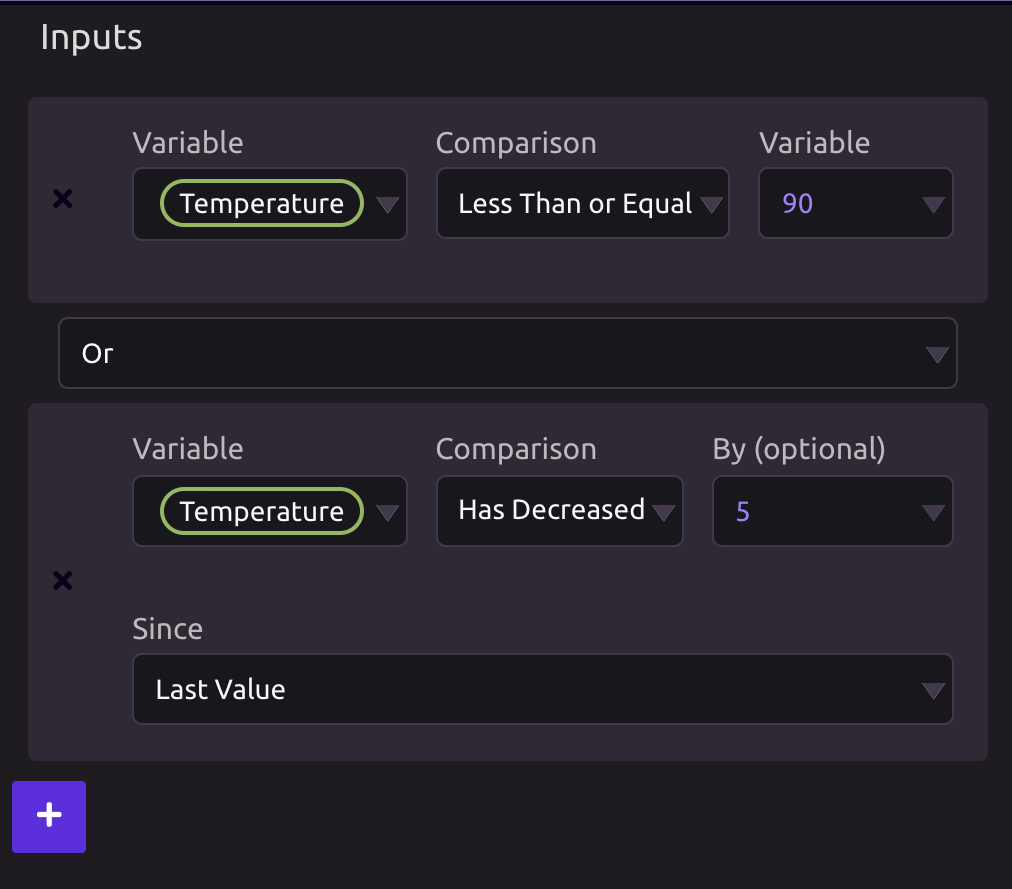 Inputs
Variable Comparison Variable
Temperature Less Than or Equal 90
Or
Variable Comparison By (optional)
Temperature Has Decreased 5
Since
Last Value